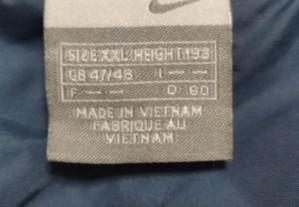 SIZE XXL HEIGHT 193
GB 47/48 I -- --
F -- -- D 60
MADE IN VIETNAM
FABRIQUE AU
VIETNAM